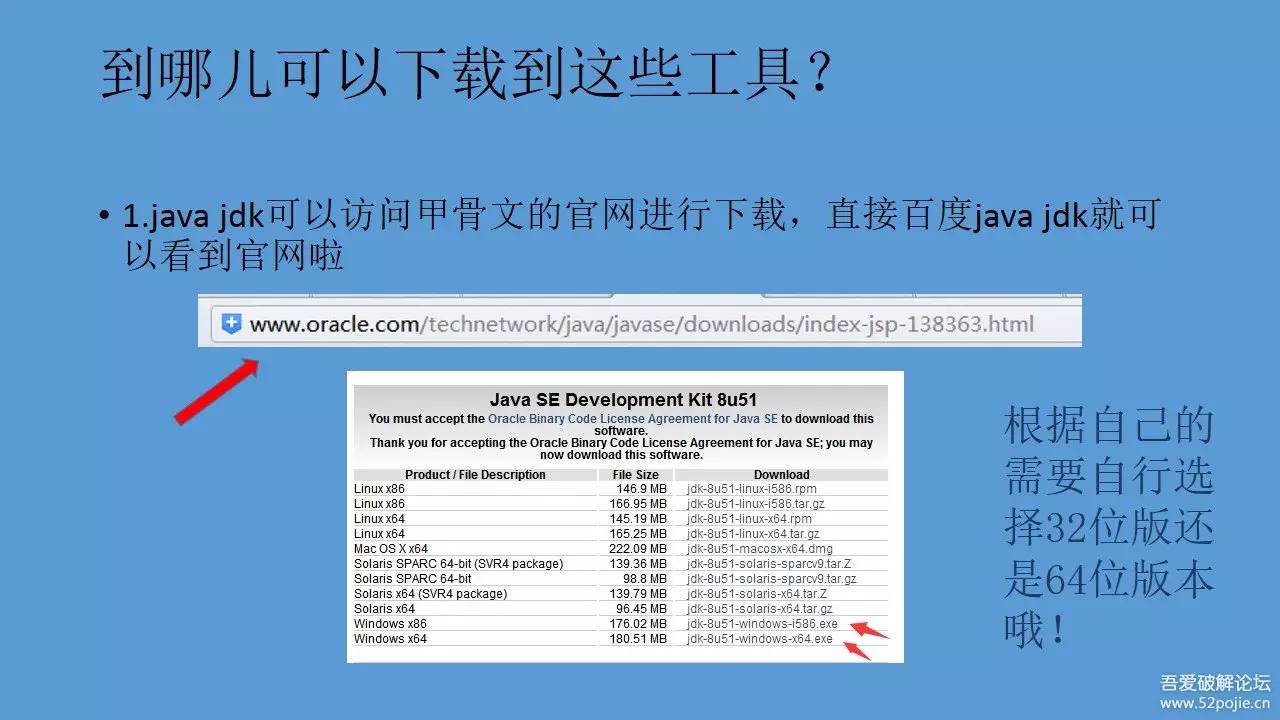 到哪儿可以下载到这些工具？
• 1.java jdk可以访问甲骨文的官网进行下载，直接百度java jdk就可
以看到官网啦
www.oracle.com/technetwork/java/javase/downloads/index-jsp-138363.html
Java SE Development Kit 8u51
You must accept the Oracle Binary Code License Agreement for Java SE to download this
software.
Thank you for accepting the Oracle Binary Code License Agreement for Java SE; you may
now download this software.
Product / File Description File Size Download
Linux x86 146.9 MB jdk-8u51-linux-i586.rpm
Linux x86 166.95 MB jdk-8u51-linux-i586.tar.gz
Linux x64 145.19 MB jdk-8u51-linux-x64.rpm
Linux x64 165.25 MB jdk-8u51-linux-x64.tar.gz
Mac OS X x64 222.09 MB jdk-8u51-macosx-x64.dmg
Solaris SPARC 64-bit (SVR4 package) 139.36 MB jdk-8u51-solaris-sparcv9.tar.Z
Solaris SPARC 64-bit 98.8 MB jdk-8u51-solaris-sparcv9.tar.gz
Solaris x64 (SVR4 package) 139.79 MB jdk-8u51-solaris-x64.tar.Z
Solaris x64 96.45 MB jdk-8u51-solaris-x64.tar.gz
Windows x86 176.02 MB jdk-8u51-windows-i586.exe
Windows x64 180.51 MB jdk-8u51-windows-x64.exe
根据自己的
需要自行选
择32位版还
是64位版本
哦！
吾爱破解论坛
www.52pojie.cn